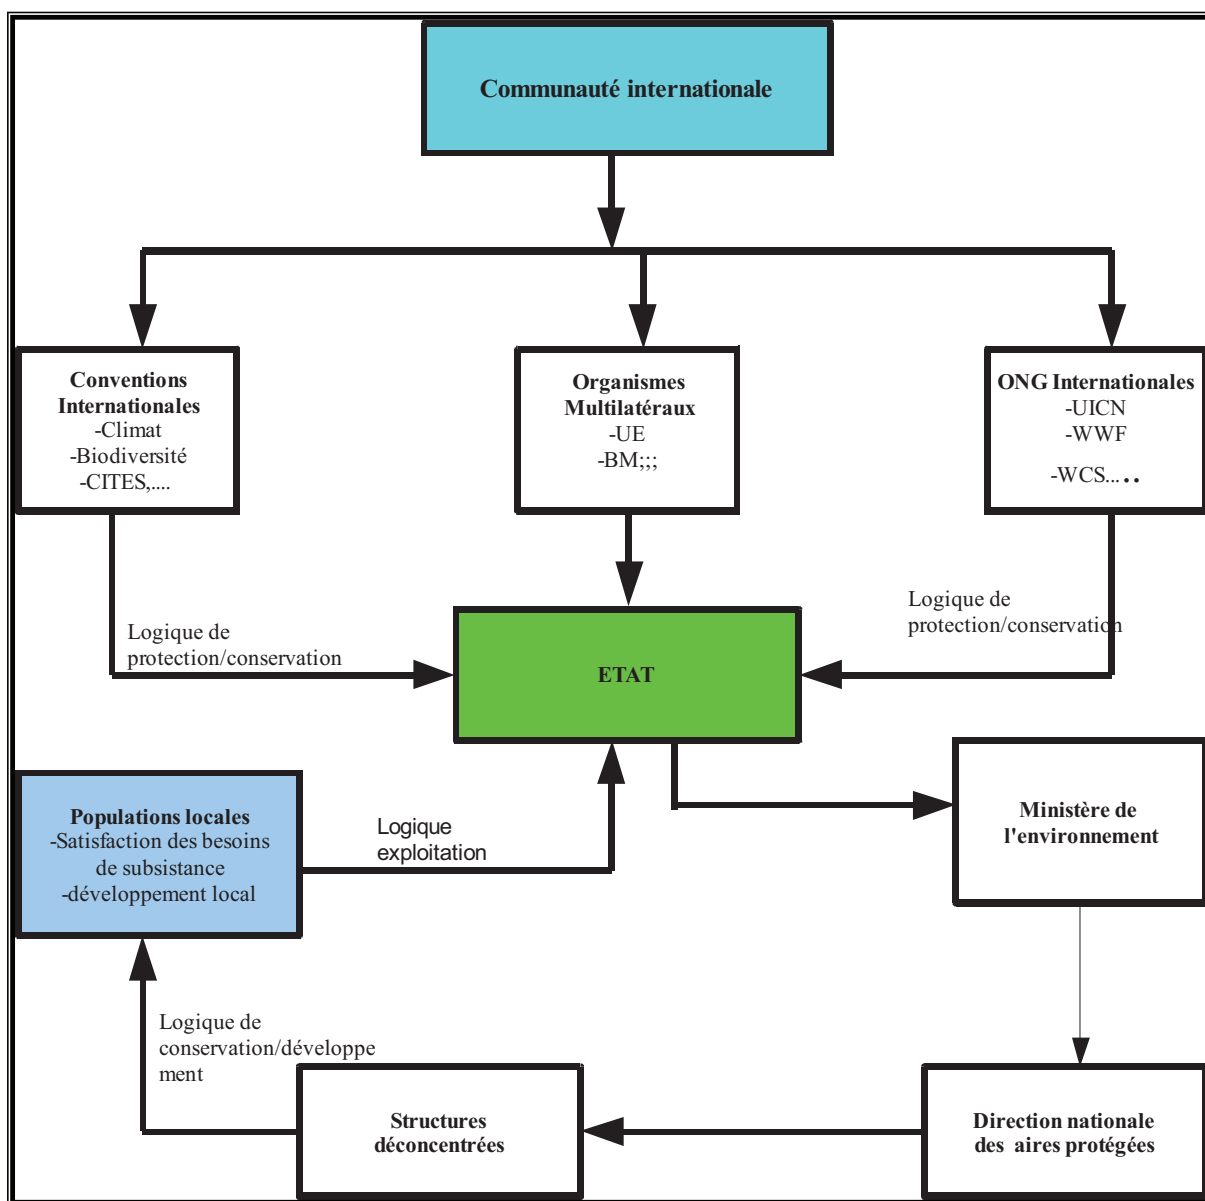 Communauté internationale
Conventions
Internationales
-Climat
-Biodiversité
-CITES,....
Organismes
Multilatéraux
-UE
-BM;;;
ONG Internationales
-UICN
-WWF
-WCS.....
Logique de
protection/conservation
Logique de
protection/conservation
ETAT
Populations locales
-Satisfaction des besoins
de subsistance
-développement local
Logique
exploitation
Ministère de
l'environnement
Logique de
conservation/développe
ment
Structures
déconcentrées
Direction nationale
des aires protégées